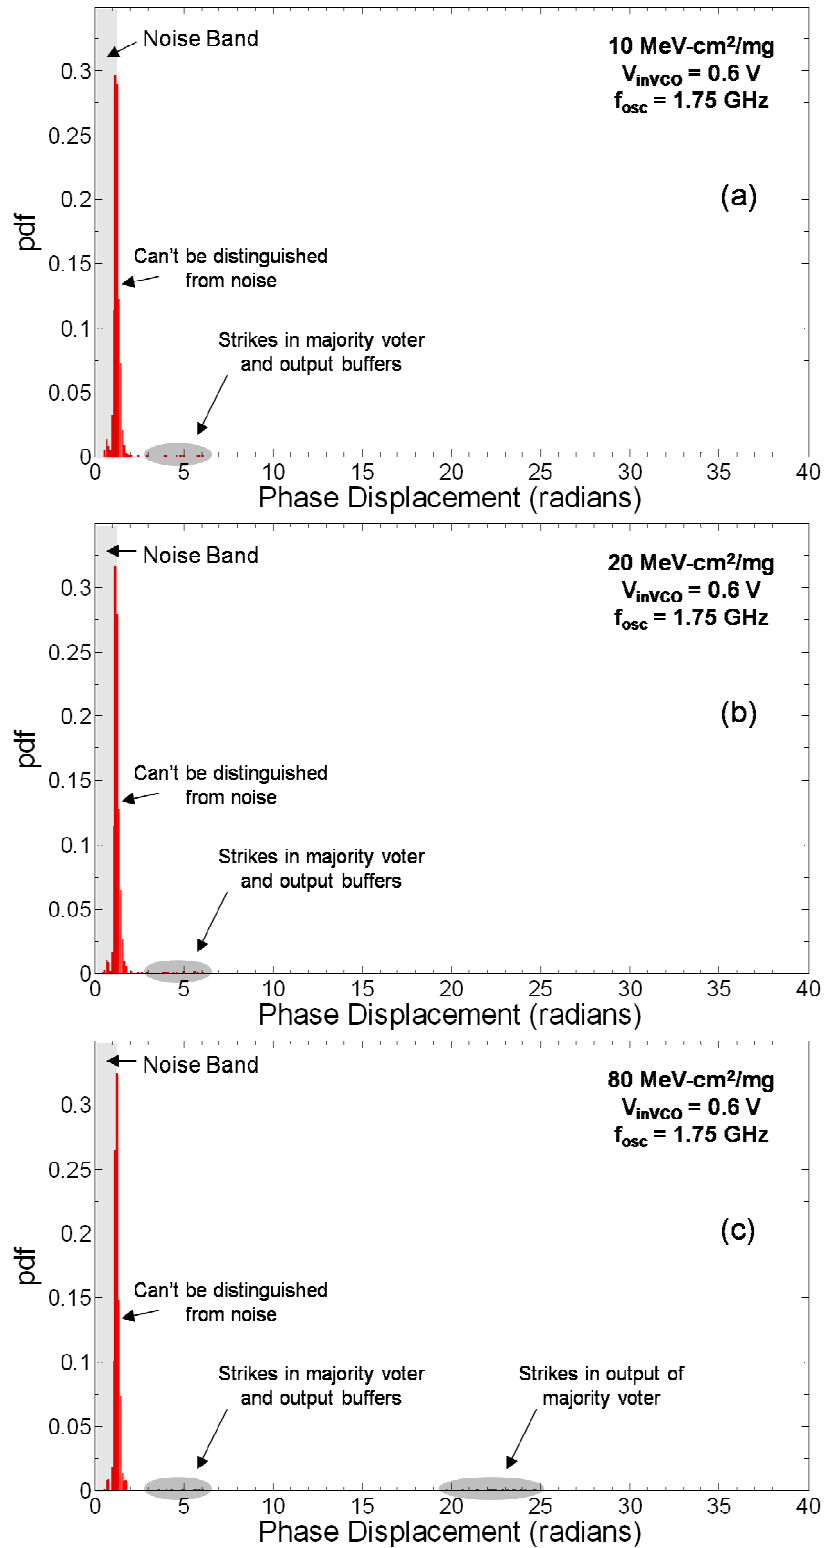 Noise Band
10 MeV-cm²/mg
V_inVCO = 0.6 V
f_osc = 1.75 GHz
(a)
Can't be distinguished
from noise
Strikes in majority voter
and output buffers
pdf
0.3
0.25
0.2
0.15
0.1
0.05
0
0 5 10 15 20 25 30 35 40
Phase Displacement (radians)
Noise Band
20 MeV-cm²/mg
V_inVCO = 0.6 V
f_osc = 1.75 GHz
(b)
Can't be distinguished
from noise
Strikes in majority voter
and output buffers
pdf
0.3
0.25
0.2
0.15
0.1
0.05
0
0 5 10 15 20 25 30 35 40
Phase Displacement (radians)
Noise Band
80 MeV-cm²/mg
V_inVCO = 0.6 V
f_osc = 1.75 GHz
(c)
Can't be distinguished
from noise
Strikes in majority voter
and output buffers
Strikes in output of
majority voter
pdf
0.3
0.25
0.2
0.15
0.1
0.05
0
0 5 10 15 20 25 30 35 40
Phase Displacement (radians)